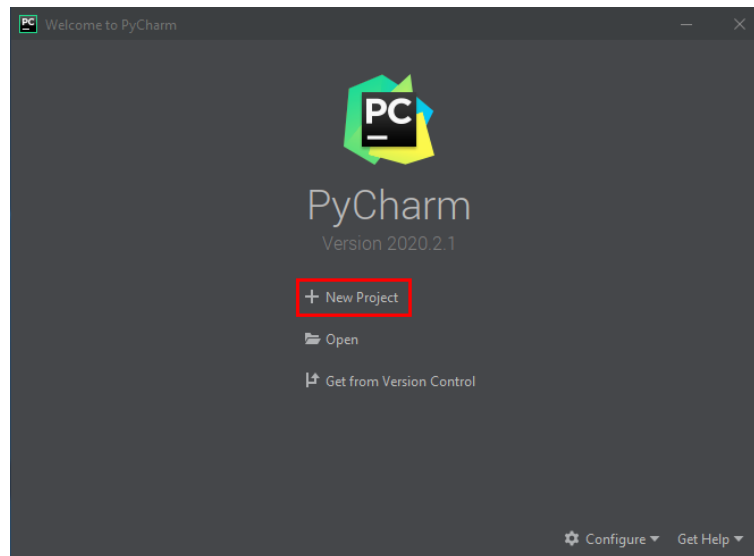 PC Welcome to PyCharm
PC
PyCharm
Version 2020.2.1
New Project
Open
Get from Version Control
Configure Get Help